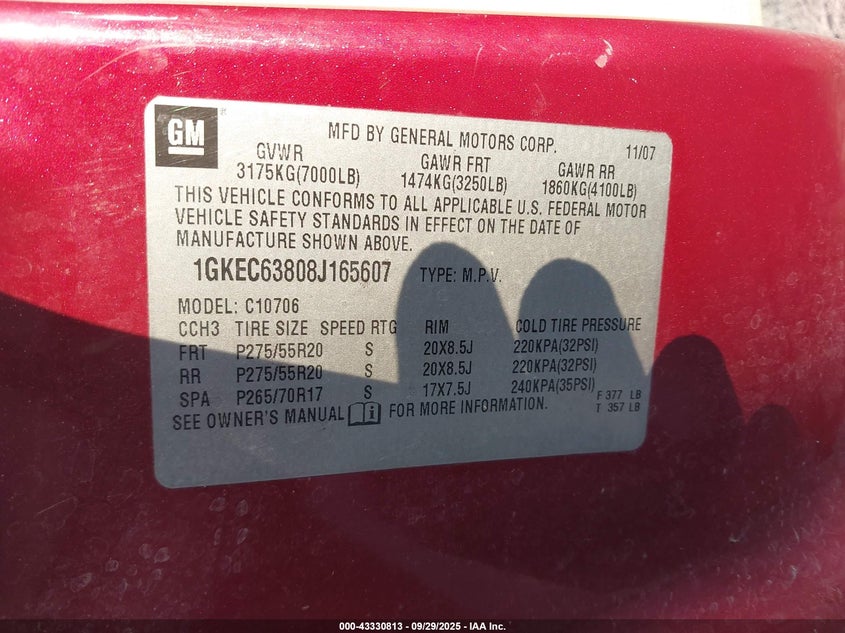 GM
MFD BY GENERAL MOTORS CORP. 11/07
GVWR GAWR FRT GAWR RR
3175KG(7000LB) 1474KG(3250LB) 1860KG(4100LB)
THIS VEHICLE CONFORMS TO ALL APPLICABLE U.S. FEDERAL MOTOR
VEHICLE SAFETY STANDARDS IN EFFECT ON THE DATE OF
MANUFACTURE SHOWN ABOVE.
1GKEC63808J165607 TYPE: M.P.V.
MODEL: C10706
CCH3 TIRE SIZE SPEED RTG RIM COLD TIRE PRESSURE
FRT P275/55R20 S 20X8.5J 220KPA(32PSI)
RR P275/55R20 S 20X8.5J 220KPA(32PSI)
SPA P265/70R17 S 17X7.5J 240KPA(35PSI) F 377 LB
T 357 LB
SEE OWNER'S MANUAL FOR MORE INFORMATION.
000-43330813 - 09/29/2025 - IAA Inc.